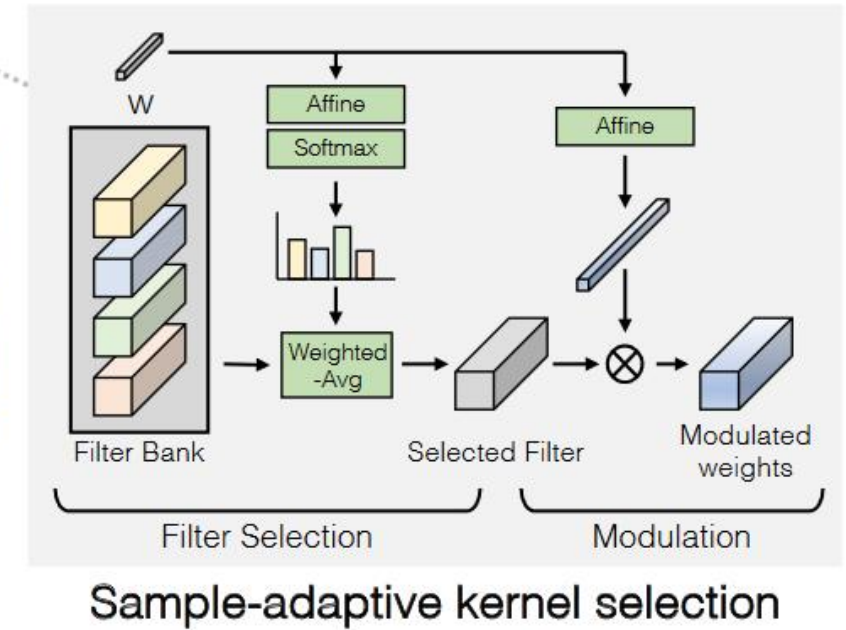 W
Affine
Softmax
Affine
Weighted
-Avg
Filter Bank
Selected Filter
Modulated
weights
Filter Selection
Modulation
Sample-adaptive kernel selection